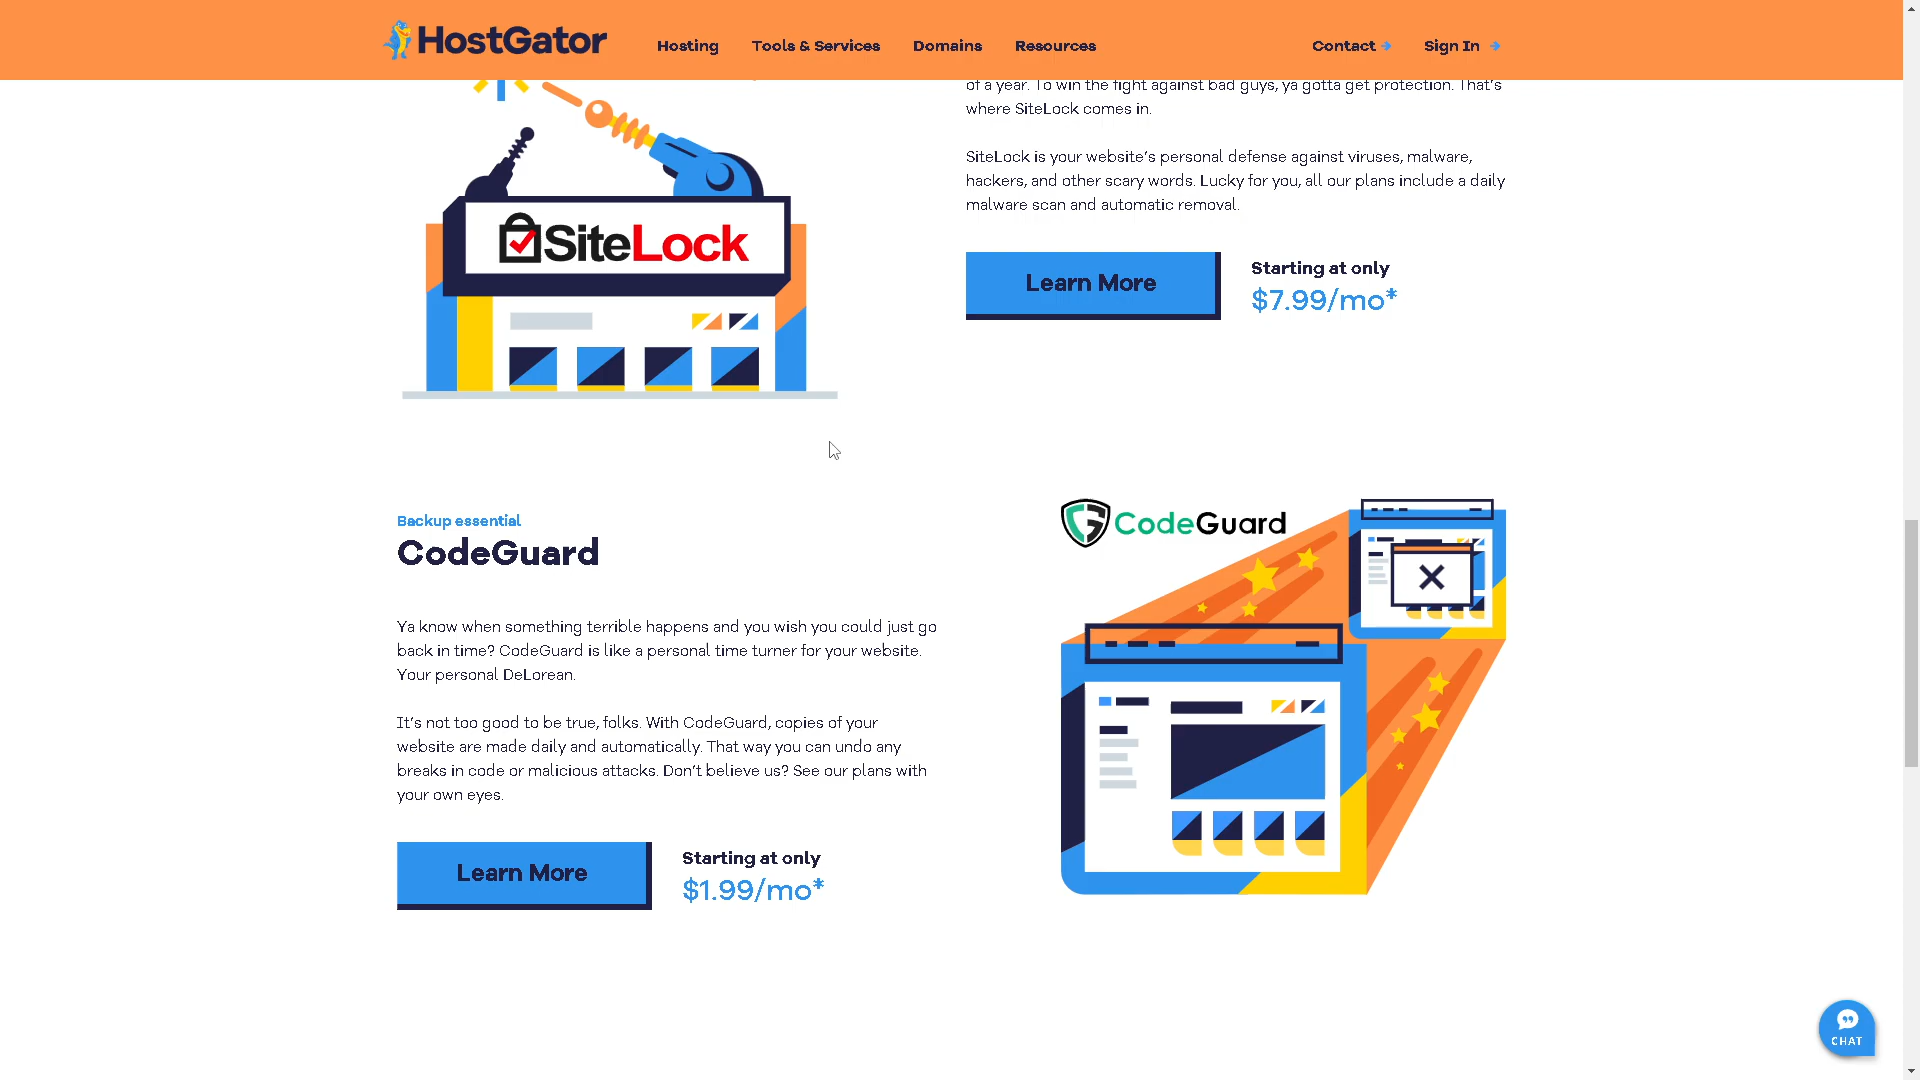 HostGator
Hosting
Tools & Services
Domains
Resources
Contact
Sign In
of a year. To win the fight against bad guys, ya gotta get protection. That's
where SiteLock comes in.
SiteLock is your website's personal defense against viruses, malware,
hackers, and other scary words. Lucky for you, all our plans include a daily
malware scan and automatic removal.
SiteLock
Learn More
Starting at only
$7.99/mo*
Backup essential
CodeGuard
CodeGuard
Ya know when something terrible happens and you wish you could just go
back in time? CodeGuard is like a personal time turner for your website.
Your personal DeLorean.
It's not too good to be true, folks. With CodeGuard, copies of your
website are made daily and automatically. That way you can undo any
breaks in code or malicious attacks. Don't believe us? See our plans with
your own eyes.
Learn More
Starting at only
$1.99/mo*
CHAT